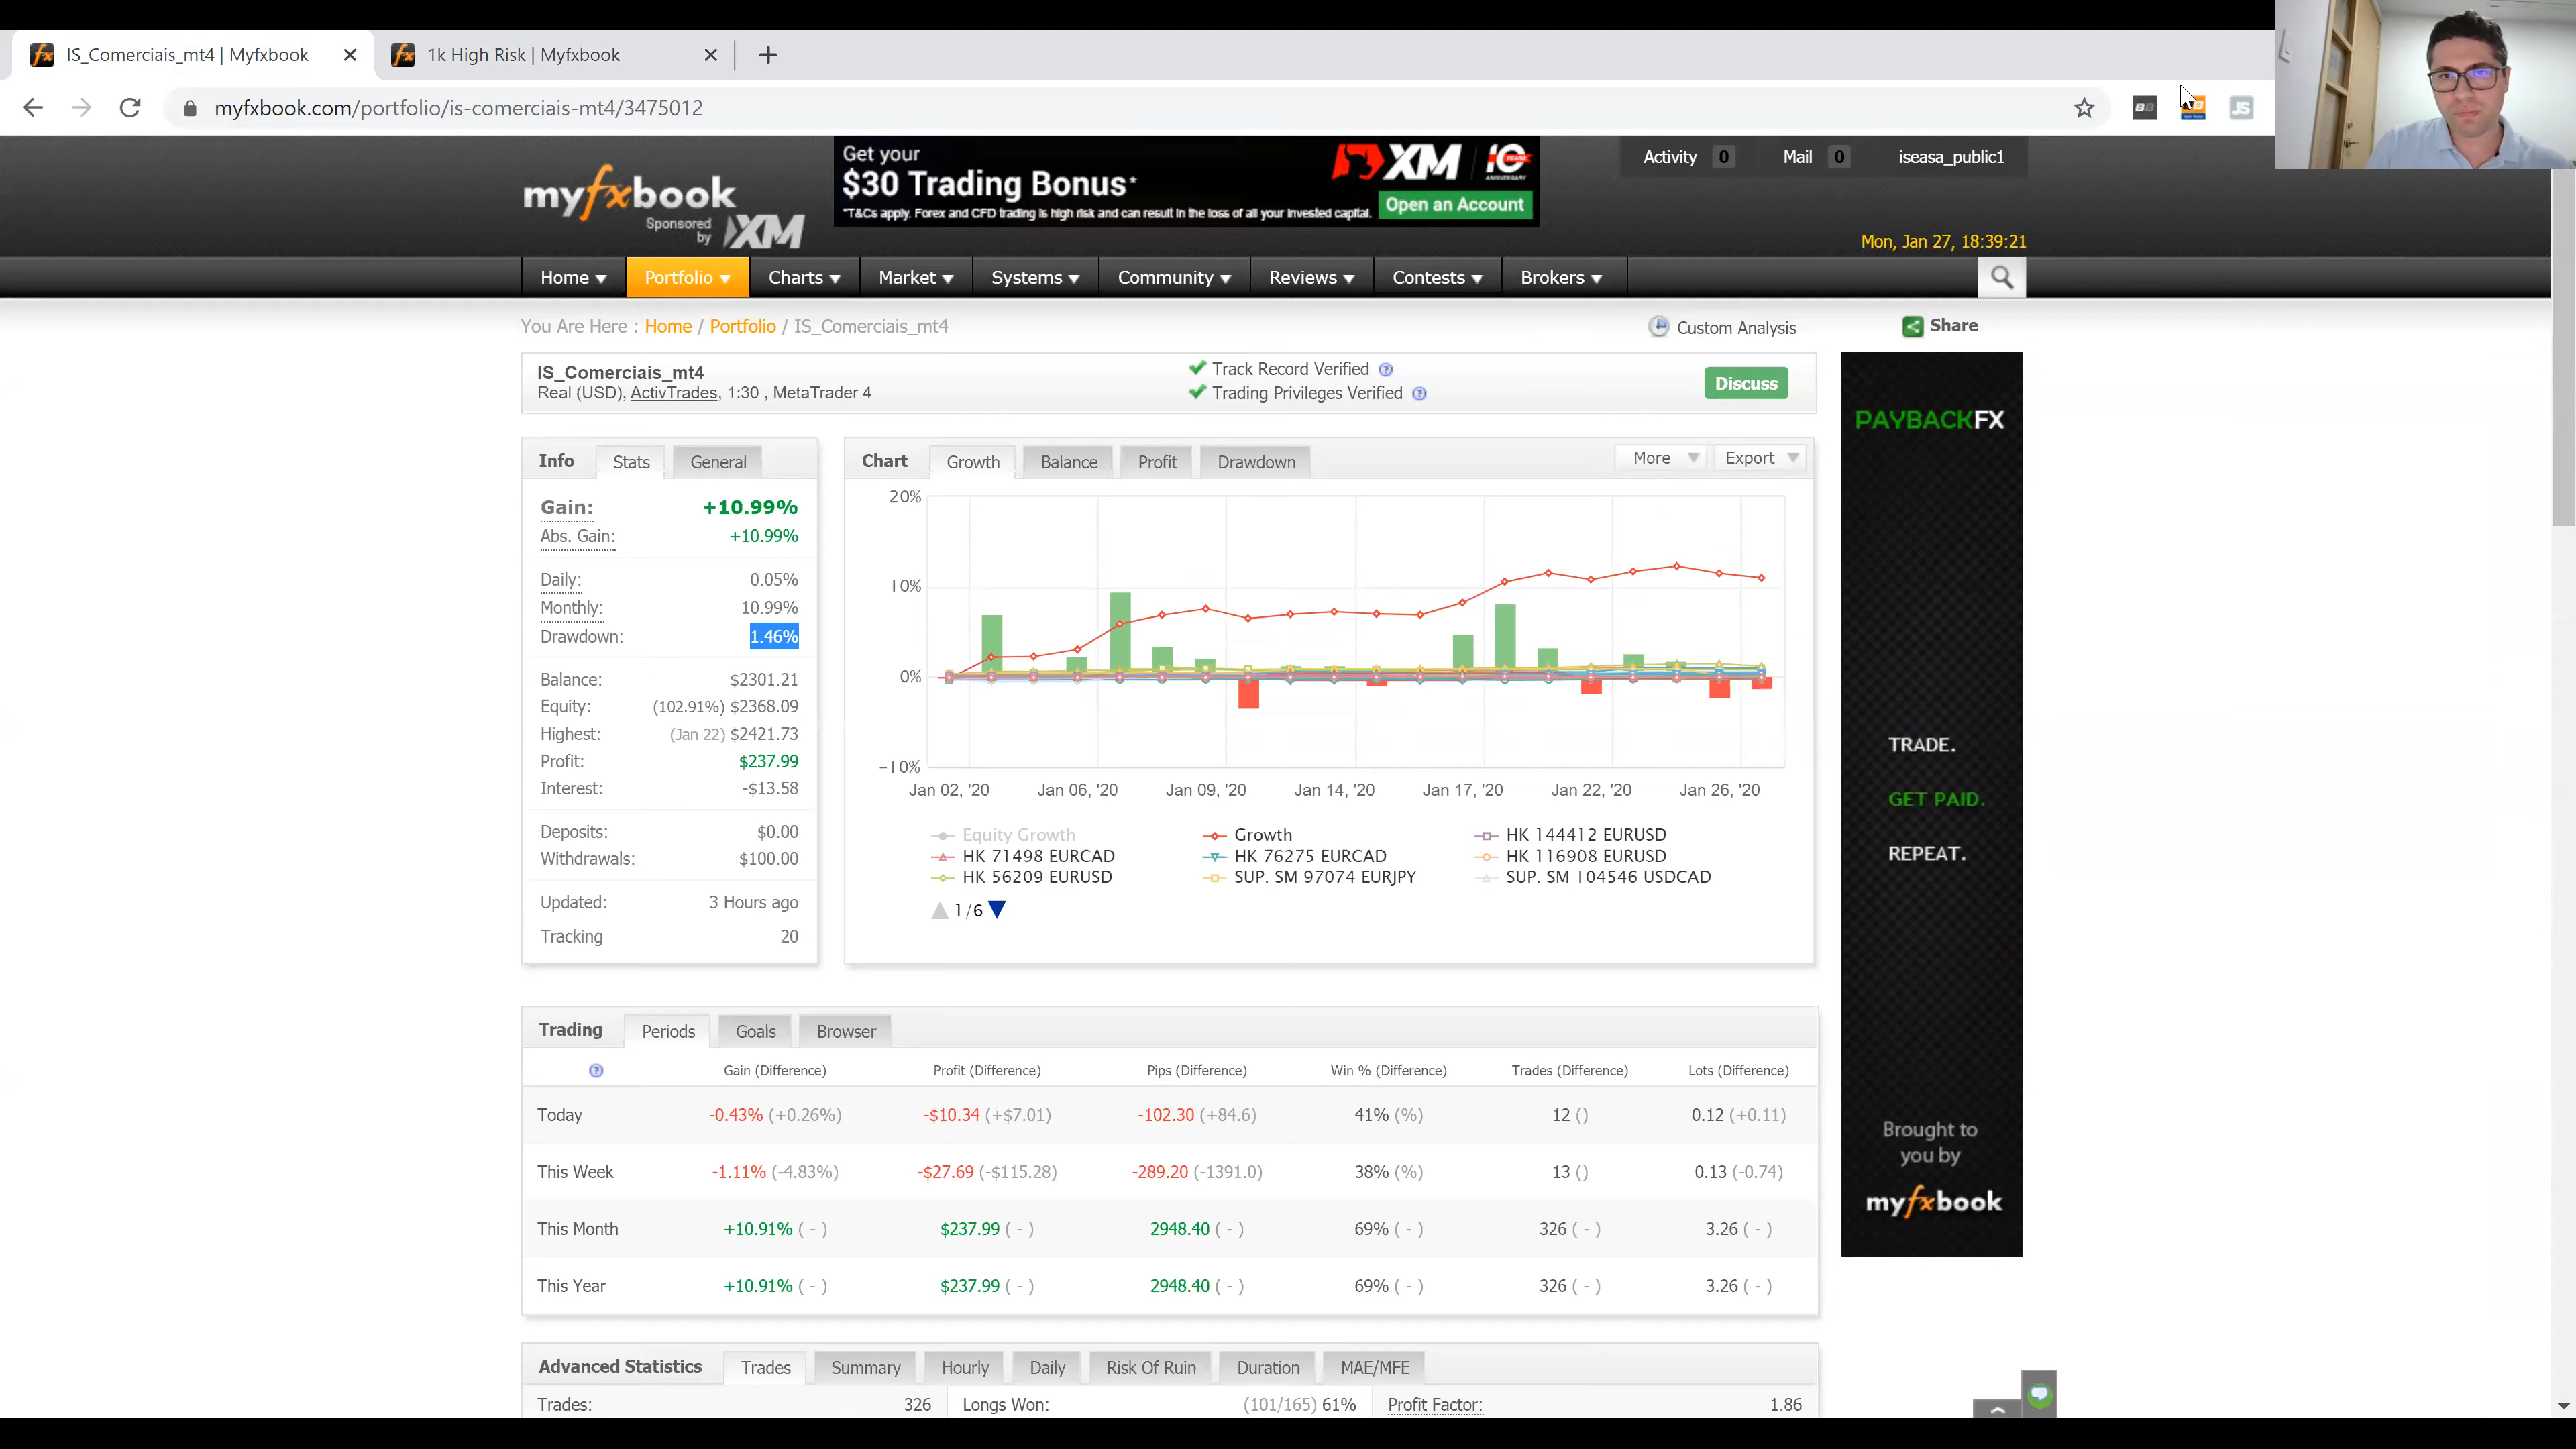 IS_Comerciais_mt4 | Myfxbook
1k High Risk | Myfxbook
myfxbook.com/portfolio/is-comerciais-mt4/3475012
JS
myfxbook
Sponsored by XM
Get your
$30 Trading Bonus*
*T&Cs apply. Forex and CFD trading is high risk and can result in the loss of all your invested capital.
XM
10 YEARS ANNIVERSARY
Open an Account
Activity 0 Mail 0 iseasa_public1
Mon, Jan 27, 18:39:21
Home Portfolio Charts Market Systems Community Reviews Contests Brokers
You Are Here : Home / Portfolio / IS_Comerciais_mt4
Custom Analysis
Share
IS_Comerciais_mt4
Real (USD), ActivTrades, 1:30 , MetaTrader 4
Track Record Verified
Trading Privileges Verified
Discuss
Info Stats General
Gain: +10.99%
Abs. Gain: +10.99%
Daily: 0.05%
Monthly: 10.99%
Drawdown: 1.46%
Balance: $2301.21
Equity: (102.91%) $2368.09
Highest: (Jan 22) $2421.73
Profit: $237.99
Interest: -$13.58
Deposits: $0.00
Withdrawals: $100.00
Updated: 3 Hours ago
Tracking 20
Chart Growth Balance Profit Drawdown More Export
20%
10%
0%
−10%
Jan 02, '20 Jan 06, '20 Jan 09, '20 Jan 14, '20 Jan 17, '20 Jan 22, '20 Jan 26, '20
Equity Growth Growth HK 144412 EURUSD
HK 71498 EURCAD HK 76275 EURCAD HK 116908 EURUSD
HK 56209 EURUSD SUP. SM 97074 EURJPY SUP. SM 104546 USDCAD
1/6
PAYBACKFX
TRADE.
GET PAID.
REPEAT.
Brought to
you by
myfxbook
Trading Periods Goals Browser
Gain (Difference) Profit (Difference) Pips (Difference) Win % (Difference) Trades (Difference) Lots (Difference)
Today -0.43% (+0.26%) -$10.34 (+$7.01) -102.30 (+84.6) 41% (%) 12 () 0.12 (+0.11)
This Week -1.11% (-4.83%) -$27.69 (-$115.28) -289.20 (-1391.0) 38% (%) 13 () 0.13 (-0.74)
This Month +10.91% ( - ) $237.99 ( - ) 2948.40 ( - ) 69% ( - ) 326 ( - ) 3.26 ( - )
This Year +10.91% ( - ) $237.99 ( - ) 2948.40 ( - ) 69% ( - ) 326 ( - ) 3.26 ( - )
Advanced Statistics Trades Summary Hourly Daily Risk Of Ruin Duration MAE/MFE
Trades: 326 Longs Won: (101/165) 61% Profit Factor: 1.86